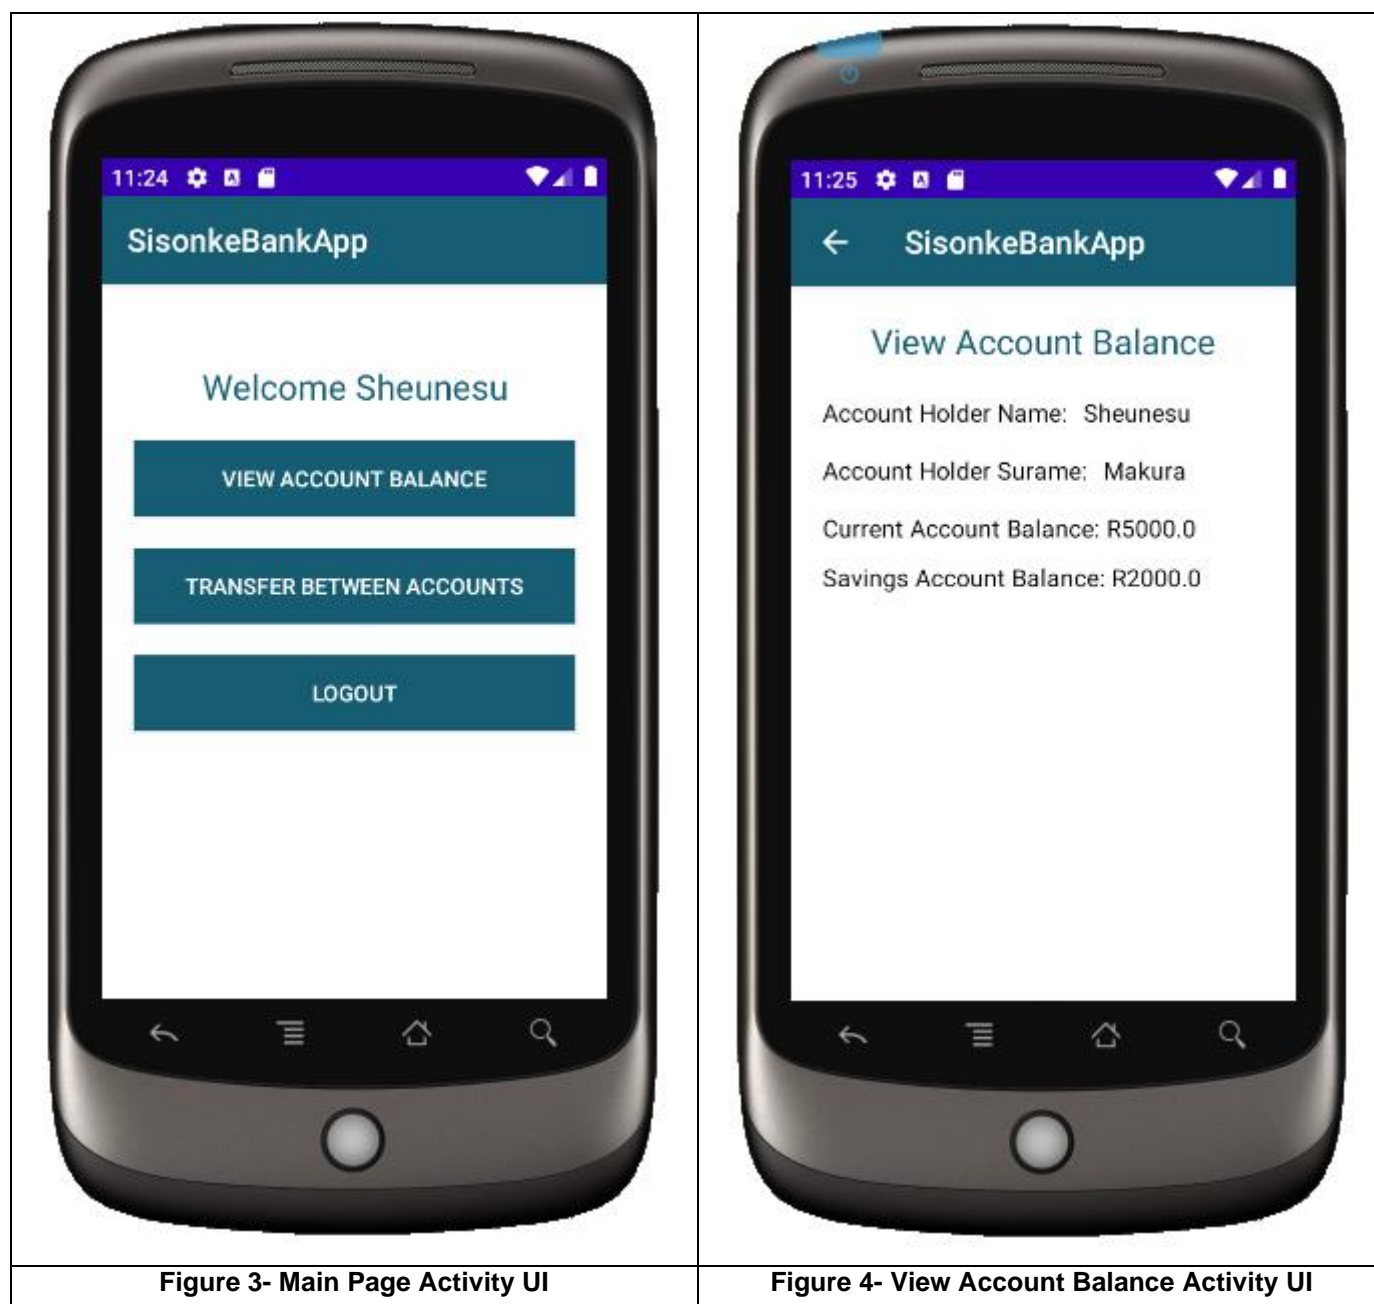 11:24
SisonkeBankApp
Welcome Sheunesu
VIEW ACCOUNT BALANCE
TRANSFER BETWEEN ACCOUNTS
LOGOUT
Figure 3- Main Page Activity UI
11:25
SisonkeBankApp
View Account Balance
Account Holder Name: Sheunesu
Account Holder Surame: Makura
Current Account Balance: R5000.0
Savings Account Balance: R2000.0
Figure 4- View Account Balance Activity UI